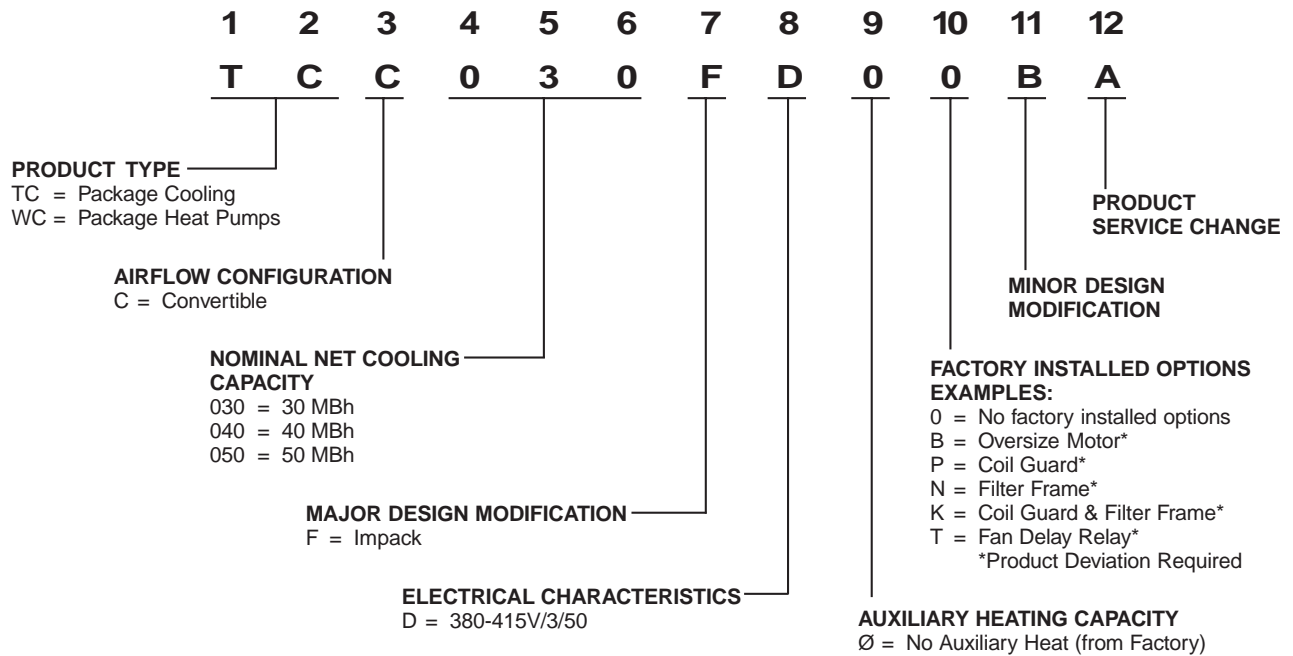 1 2 3 4 5 6 7 8 9 10 11 12
T C C 0 3 0 F D 0 0 B A
PRODUCT TYPE
TC = Package Cooling
WC = Package Heat Pumps
AIRFLOW CONFIGURATION
C = Convertible
NOMINAL NET COOLING
CAPACITY
030 = 30 MBh
040 = 40 MBh
050 = 50 MBh
MAJOR DESIGN MODIFICATION
F = Impack
ELECTRICAL CHARACTERISTICS
D = 380-415V/3/50
PRODUCT
SERVICE CHANGE
MINOR DESIGN
MODIFICATION
FACTORY INSTALLED OPTIONS
EXAMPLES:
0 = No factory installed options
B = Oversize Motor*
P = Coil Guard*
N = Filter Frame*
K = Coil Guard & Filter Frame*
T = Fan Delay Relay*
*Product Deviation Required
AUXILIARY HEATING CAPACITY
Ø = No Auxiliary Heat (from Factory)